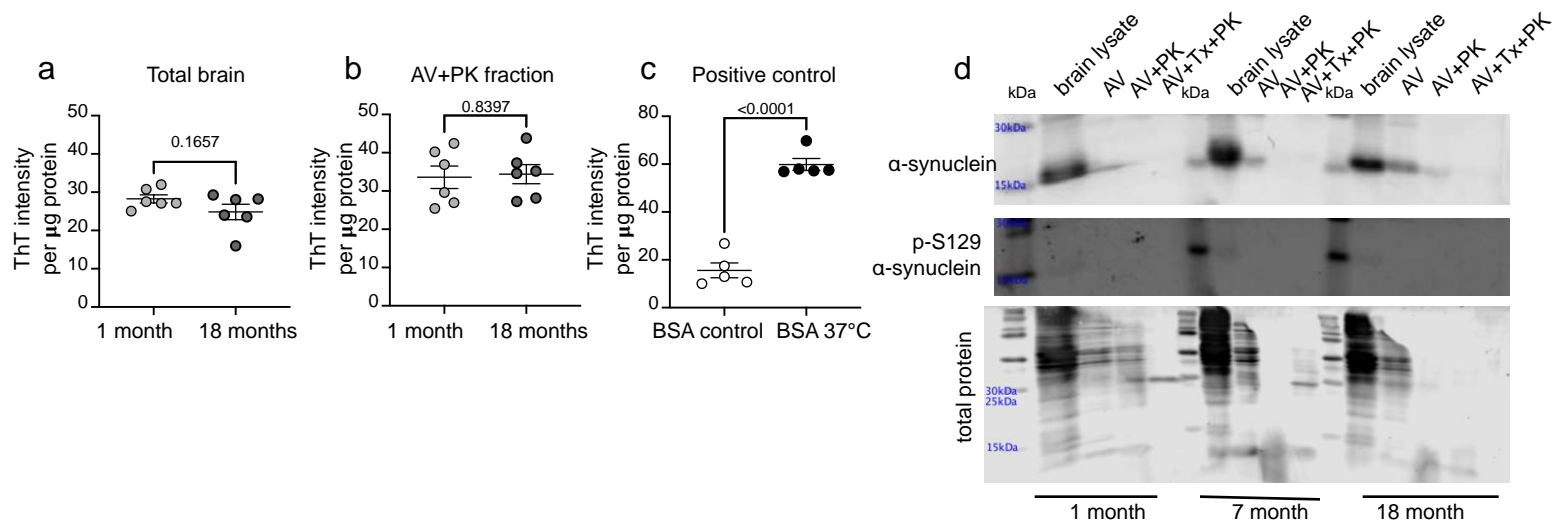 a
Total brain
ThT intensity
per μg protein
50
40
30
20
10
0
0.1657
1 month
18 months
b
AV+PK fraction
ThT intensity
per μg protein
50
40
30
20
10
0
0.8397
1 month
18 months
c
Positive control
ThT intensity
per μg protein
80
60
40
20
0
<0.0001
BSA control
BSA 37°C
d
kDa
brain lysate
AV
AV+PK
AV+Tx+PK
kDa
brain lysate
AV
AV+PK
AV+Tx+PK
kDa
brain lysate
AV
AV+PK
AV+Tx+PK
α-synuclein
30kDa
15kDa
p-S129
α-synuclein
total protein
30kDa
25kDa
15kDa
1 month
7 month
18 month